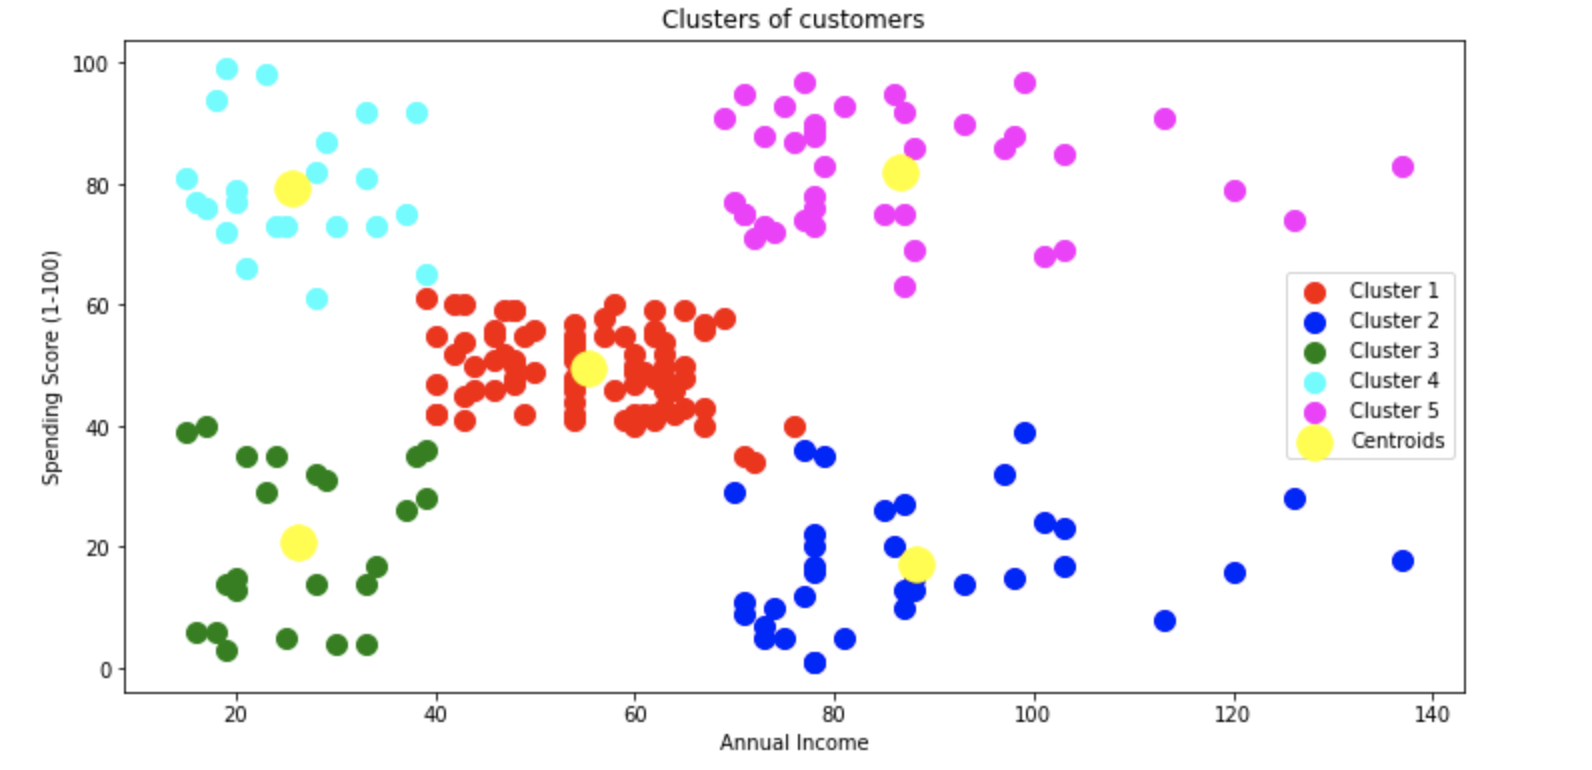 Clusters of customers
100
80
60
40
20
0
Spending Score (1-100)
Cluster 1
Cluster 2
Cluster 3
Cluster 4
Cluster 5
Centroids
20 40 60 80 100 120 140
Annual Income